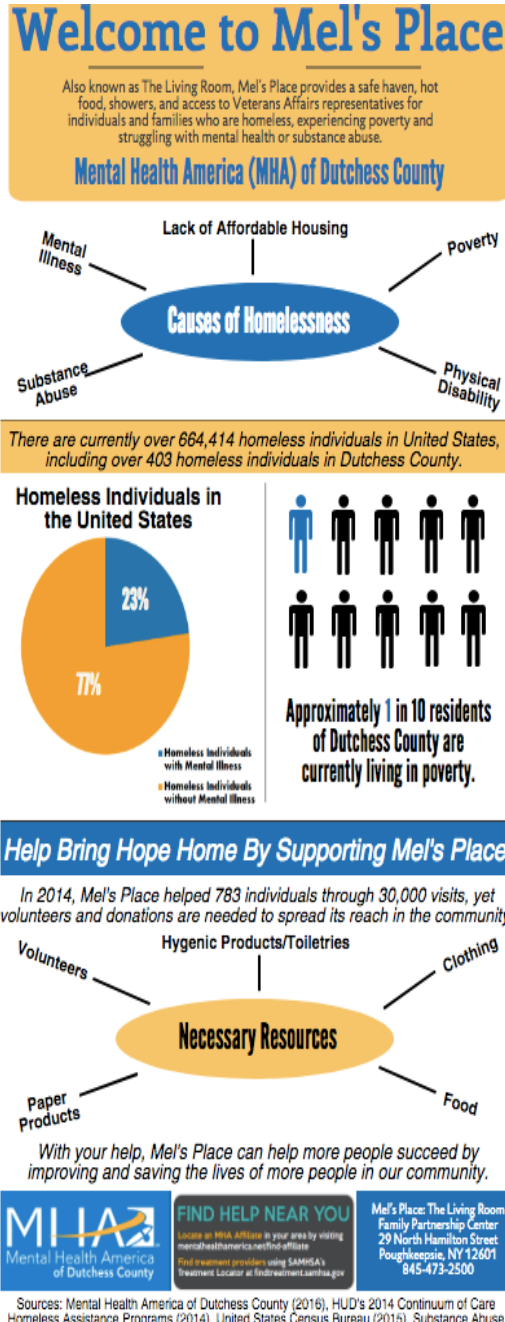 Welcome to Mel's Place
Also known as The Living Room, Mel's Place provides a safe haven, hot
food, showers, and access to Veterans Affairs representatives for
individuals and families who are homeless, experiencing poverty and
struggling with mental health or substance abuse.
Mental Health America (MHA) of Dutchess County
Lack of Affordable Housing
Mental
Illness
Poverty
Causes of Homelessness
Substance
Abuse
Physical
Disability
There are currently over 664,414 homeless individuals in United States,
including over 403 homeless individuals in Dutchess County.
Homeless Individuals in
the United States
23%
77%
Homeless Individuals
with Mental Illness
Homeless Individuals
without Mental Illness
Approximately 1 in 10 residents
of Dutchess County are
currently living in poverty.
Help Bring Hope Home By Supporting Mel's Place
In 2014, Mel's Place helped 783 individuals through 30,000 visits, yet
volunteers and donations are needed to spread its reach in the community
Hygenic Products/Toiletries
Volunteers
Clothing
Necessary Resources
Paper
Products
Food
With your help, Mel's Place can help more people succeed by
improving and saving the lives of more people in our community.
MHA
Mental Health America
of Dutchess County
FIND HELP NEAR YOU
Locate an MHA Affiliate in your area by visiting
mentalhealthamerica.net/find-affiliate
Find treatment providers using SAMHSA's
Treatment Locator at findtreatment.samhsa.gov
Mel's Place: The Living Room
Family Partnership Center
29 North Hamilton Street
Poughkeepsie, NY 12601
845-473-2500
Sources: Mental Health America of Dutchess County (2016), HUD's 2014 Continuum of Care
Homeless Assistance Programs (2014), United States Census Bureau (2015), Substance Abuse